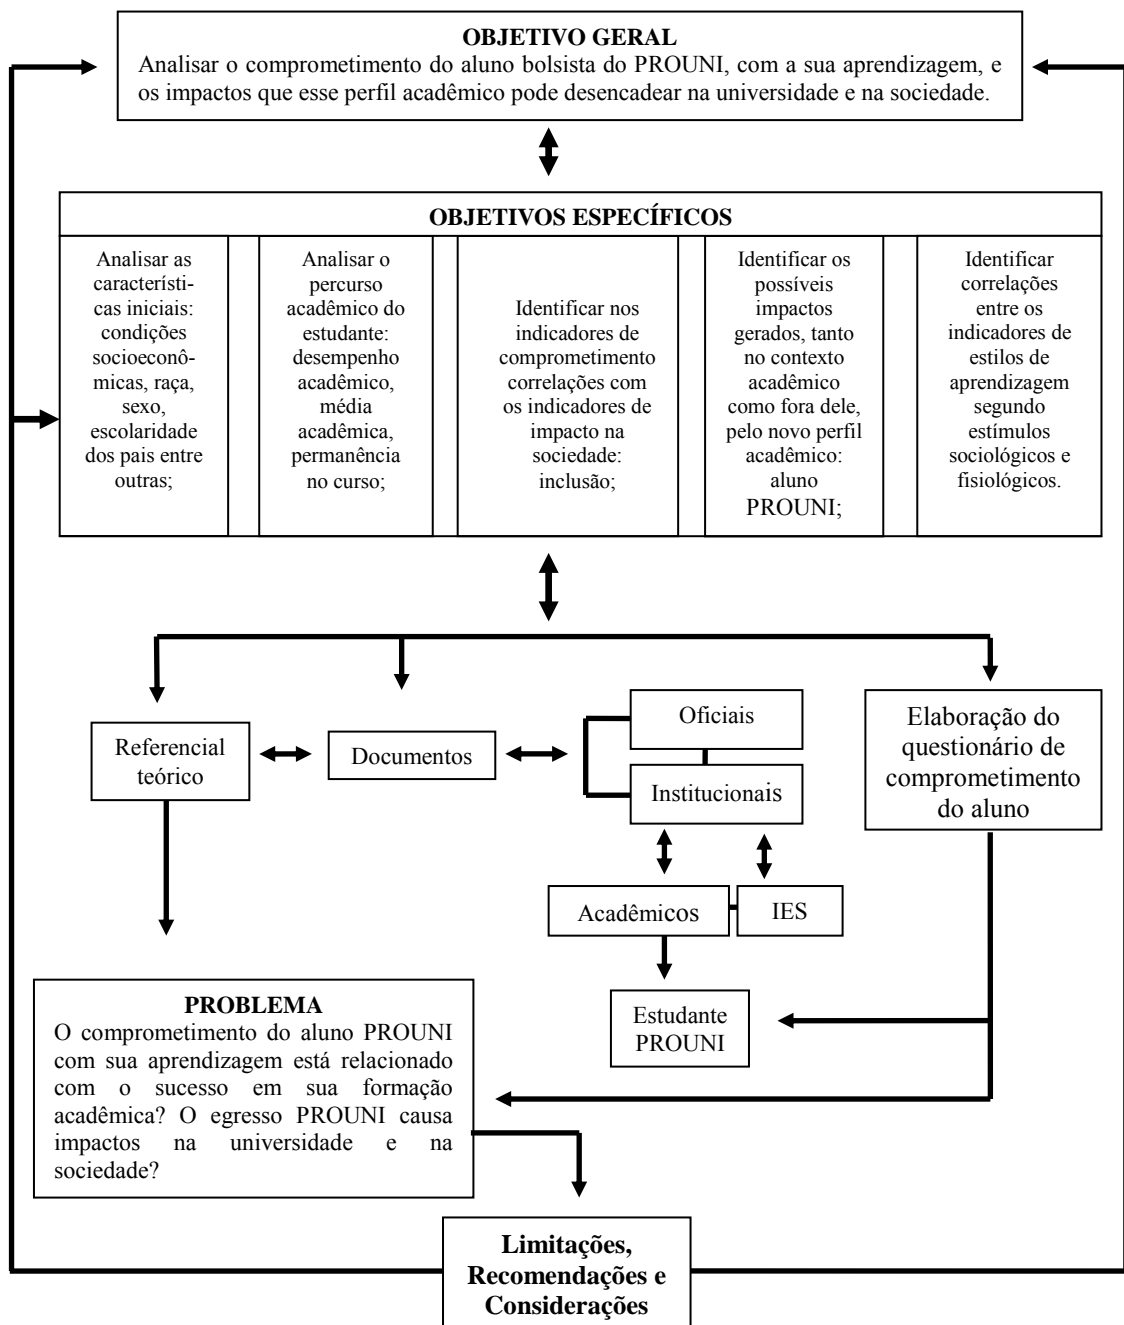 OBJETIVO GERAL
Analisar o comprometimento do aluno bolsista do PROUNI, com a sua aprendizagem, e
os impactos que esse perfil acadêmico pode desencadear na universidade e na sociedade.
OBJETIVOS ESPECÍFICOS
Analisar as
característi-
cas iniciais:
condições
socioeconô-
micas, raça,
sexo,
escolaridade
dos pais entre
outras;
Analisar o
percurso
acadêmico do
estudante:
desempenho
acadêmico,
média
acadêmica,
permanência
no curso;
Identificar nos
indicadores de
comprometimento
correlações com
os indicadores de
impacto na
sociedade:
inclusão;
Identificar os
possíveis
impactos
gerados, tanto
no contexto
acadêmico
como fora dele,
pelo novo perfil
acadêmico:
aluno
PROUNI;
Identificar
correlações
entre os
indicadores de
estilos de
aprendizagem
segundo
estímulos
sociológicos e
fisiológicos.
Referencial
teórico
Documentos
Oficiais
Institucionais
Elaboração do
questionário de
comprometimento
do aluno
Acadêmicos
IES
Estudante
PROUNI
PROBLEMA
O comprometimento do aluno PROUNI
com sua aprendizagem está relacionado
com o sucesso em sua formação
acadêmica? O egresso PROUNI causa
impactos na universidade e na
sociedade?
Limitações,
Recomendações e
Considerações